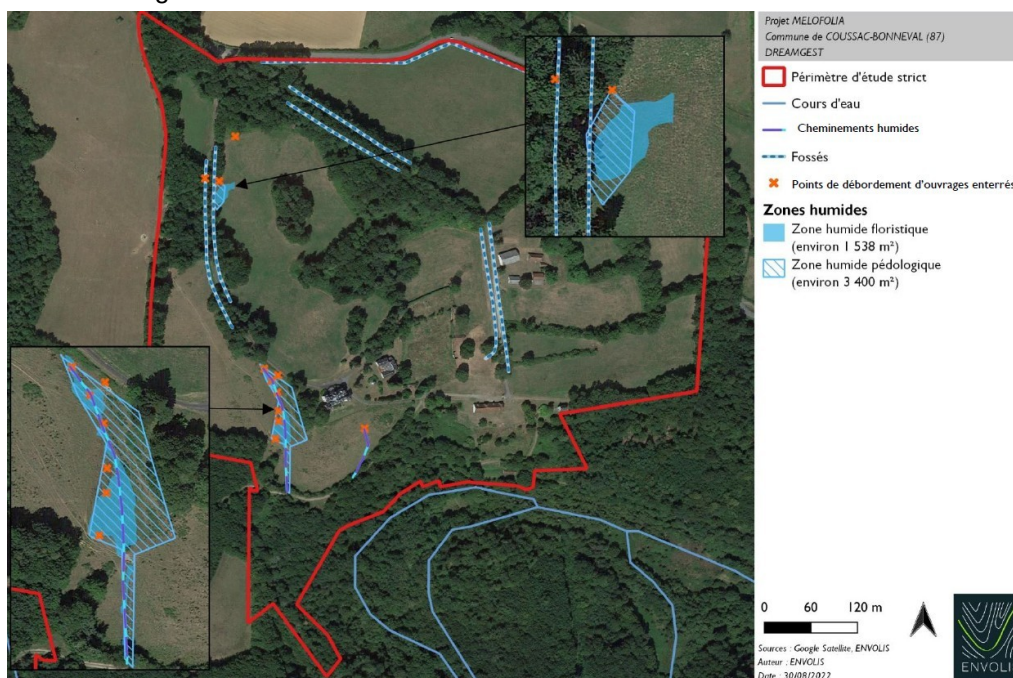 Projet MELOFOLIA
Commune de COUSSAC-BONNEVAL (87)
DREAMGEST
Périmètre d'étude strict
Cours d'eau
Cheminements humides
Fossés
Points de débordement d'ouvrages enterrés
Zones humides
Zone humide floristique
(environ 1 538 m²)
Zone humide pédologique
(environ 3 400 m²)
0 60 120 m
Sources : Google Satellite, ENVOLIS
Auteur : ENVOLIS
Date : 30/08/2022
ENVOLIS